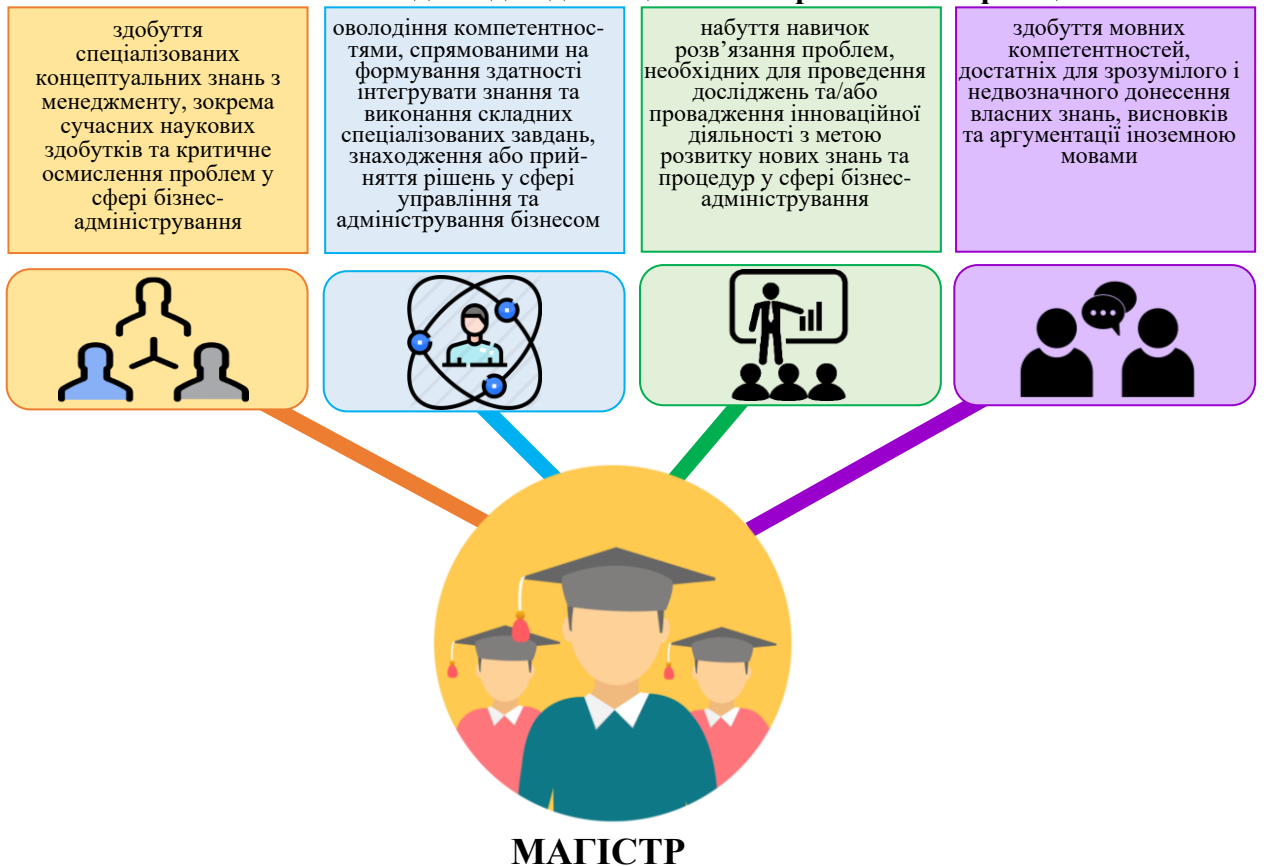 здобуття
спеціалізованих
концептуальних знань з
менеджменту, зокрема
сучасних наукових
здобутків та критичне
осмислення проблем у
сфері бізнес-
адміністрування
оволодіння компетентнос-
тями, спрямованими на
формування здатності
інтегрувати знання та
виконання складних
спеціалізованих завдань,
знаходження або прий-
няття рішень у сфері
управління та
адміністрування бізнесом
набуття навичок
розв’язання проблем,
необхідних для проведення
досліджень та/або
провадження інноваційної
діяльності з метою
розвитку нових знань та
процедур у сфері бізнес-
адміністрування
здобуття мовних
компетентностей,
достатніх для зрозумілого і
недвозначного донесення
власних знань, висновків
та аргументації іноземною
мовами
МАГІСТР